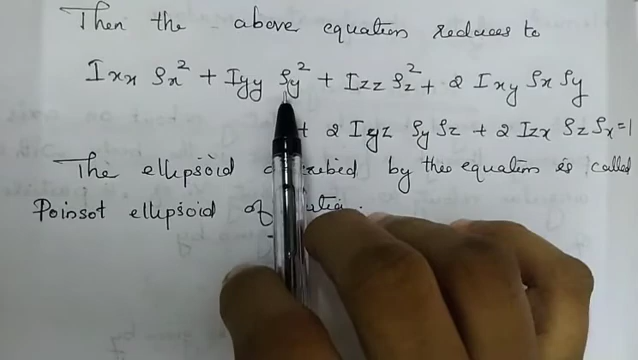 Then the above equation reduces to
Ixx ρx² + Iyy ρy² + Izz ρz² + 2 Ixy ρx ρy
+ 2 Iyz ρy ρz + 2 Izx ρz ρx = 1
The ellipsoid by the equation is called
Poinsot ellipsoid of